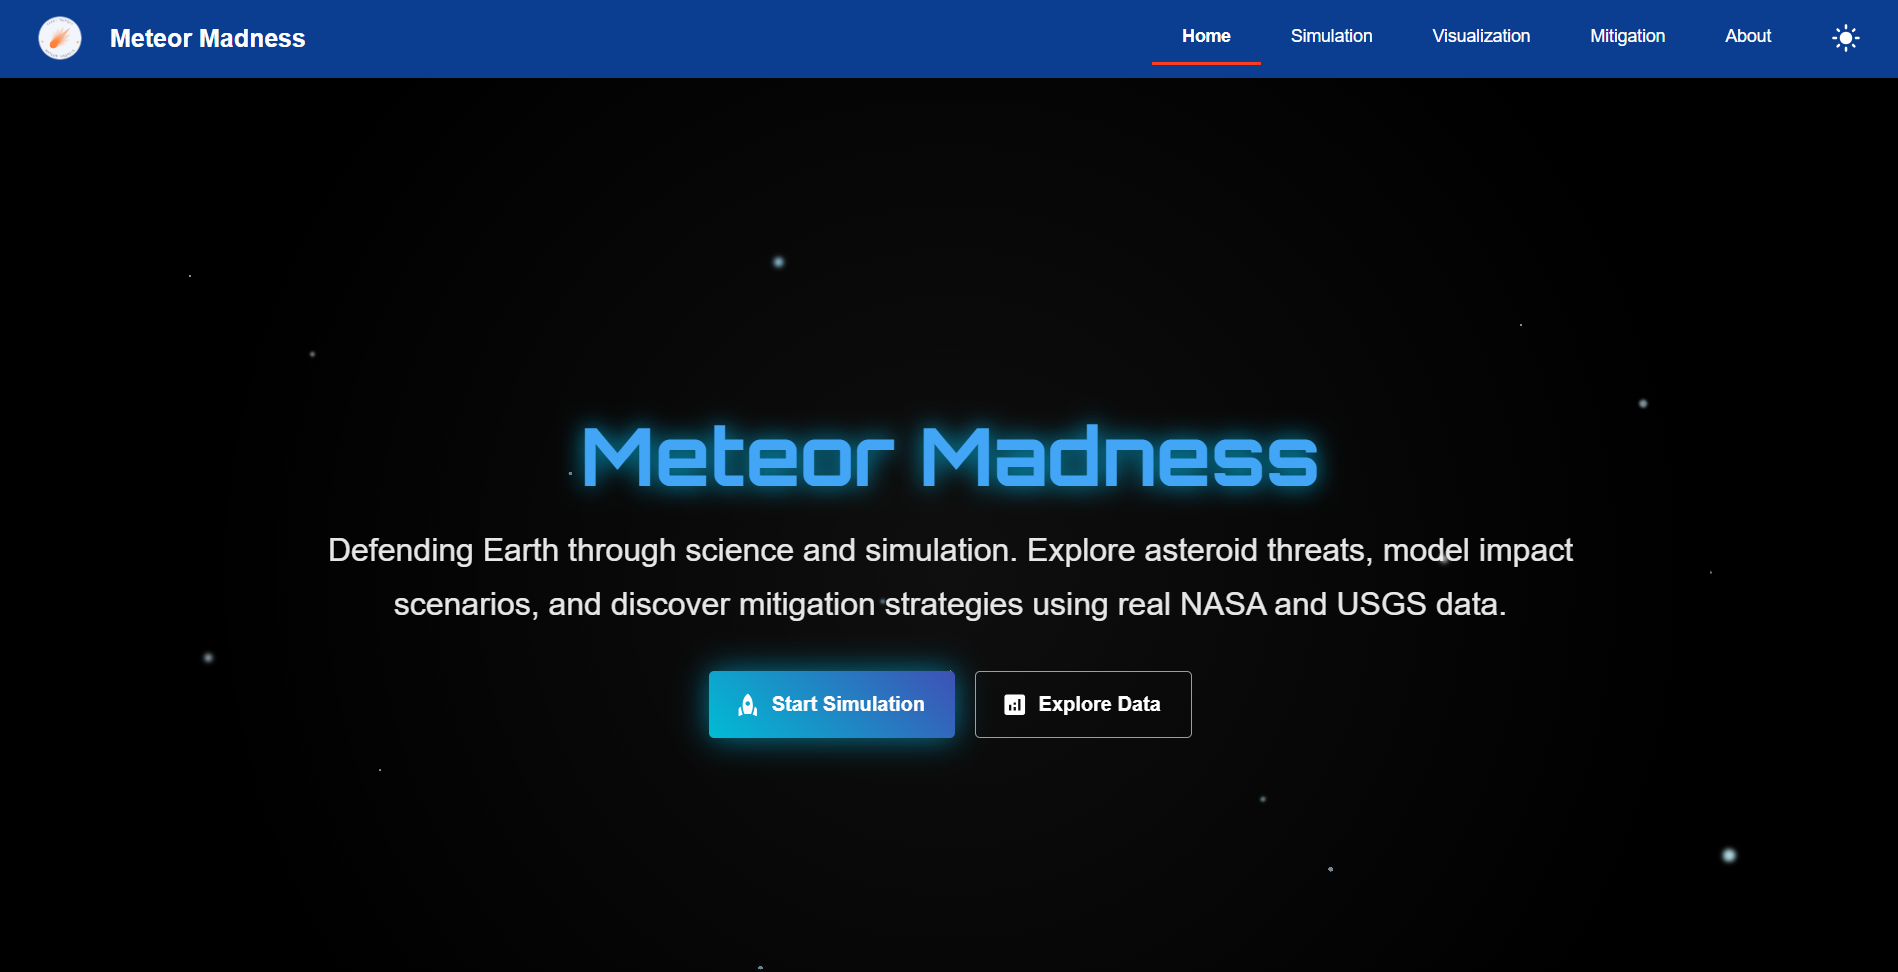 Meteor Madness
Home
Simulation
Visualization
Mitigation
About
Meteor Madness
Defending Earth through science and simulation. Explore asteroid threats, model impact
scenarios, and discover mitigation strategies using real NASA and USGS data.
Start Simulation
Explore Data